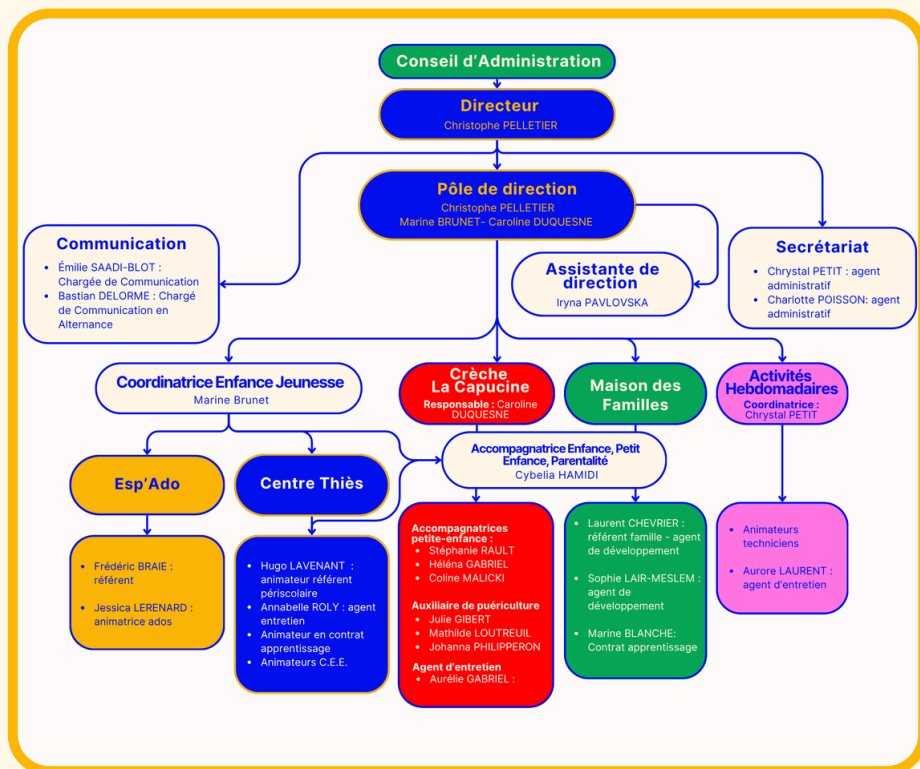 Conseil d'Administration
Directeur
Christophe PELLETIER
Pôle de direction
Christophe PELLETIER
Marine BRUNET- Caroline DUQUESNE
Communication
• Émilie SAADI-BLOT :
Chargée de Communication
• Bastian DELORME : Chargé
de Communication en
Alternance
Assistante de
direction
Iryna PAVLOVSKA
Secrétariat
• Chrystal PETIT : agent
administratif
• Charlotte POISSON: agent
administratif
Coordinatrice Enfance Jeunesse
Marine Brunet
Crèche
La Capucine
Responsable : Caroline
DUQUESNE
Maison des
Familles
Activités
Hebdomadaires
Coordinatrice :
Chrystal PETIT
Accompagnatrice Enfance, Petit
Enfance, Parentalité
Cybelia HAMIDI
Esp'Ado
Centre Thiès
• Frédéric BRAIE :
référent
• Jessica LERENARD :
animatrice ados
• Hugo LAVENANT :
animateur référent
périscolaire
• Annabelle ROLY : agent
entretien
• Animateur en contrat
apprentissage
• Animateurs C.E.E.
Accompagnatrices
petite-enfance :
• Stéphanie RAULT
• Héléna GABRIEL
• Coline MALICKI
Auxiliaire de puériculture
• Julie GIBERT
• Mathilde LOUTREUIL
• Johanna PHILIPPERON
Agent d'entretien
• Aurélie GABRIEL :
• Laurent CHEVRIER :
référent famille - agent
de développement
• Sophie LAIR-MESLEM :
agent de
développement
• Marine BLANCHE:
Contrat apprentissage
• Animateurs
techniciens
• Aurore LAURENT :
agent d'entretien